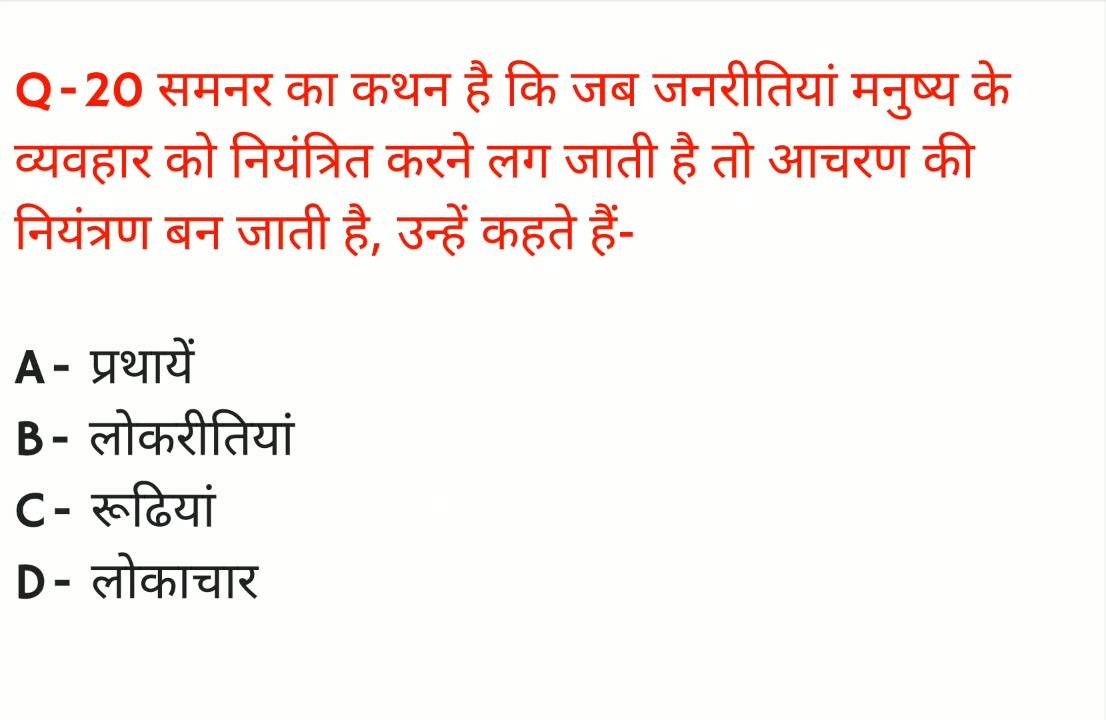 Q-20 समनर का कथन है कि जब जनरीतियां मनुष्य के
व्यवहार को नियंत्रित करने लग जाती है तो आचरण की
नियंत्रण बन जाती है, उन्हें कहते हैं-
A- प्रथायें
B- लोकरीतियां
C- रूढियां
D- लोकाचार